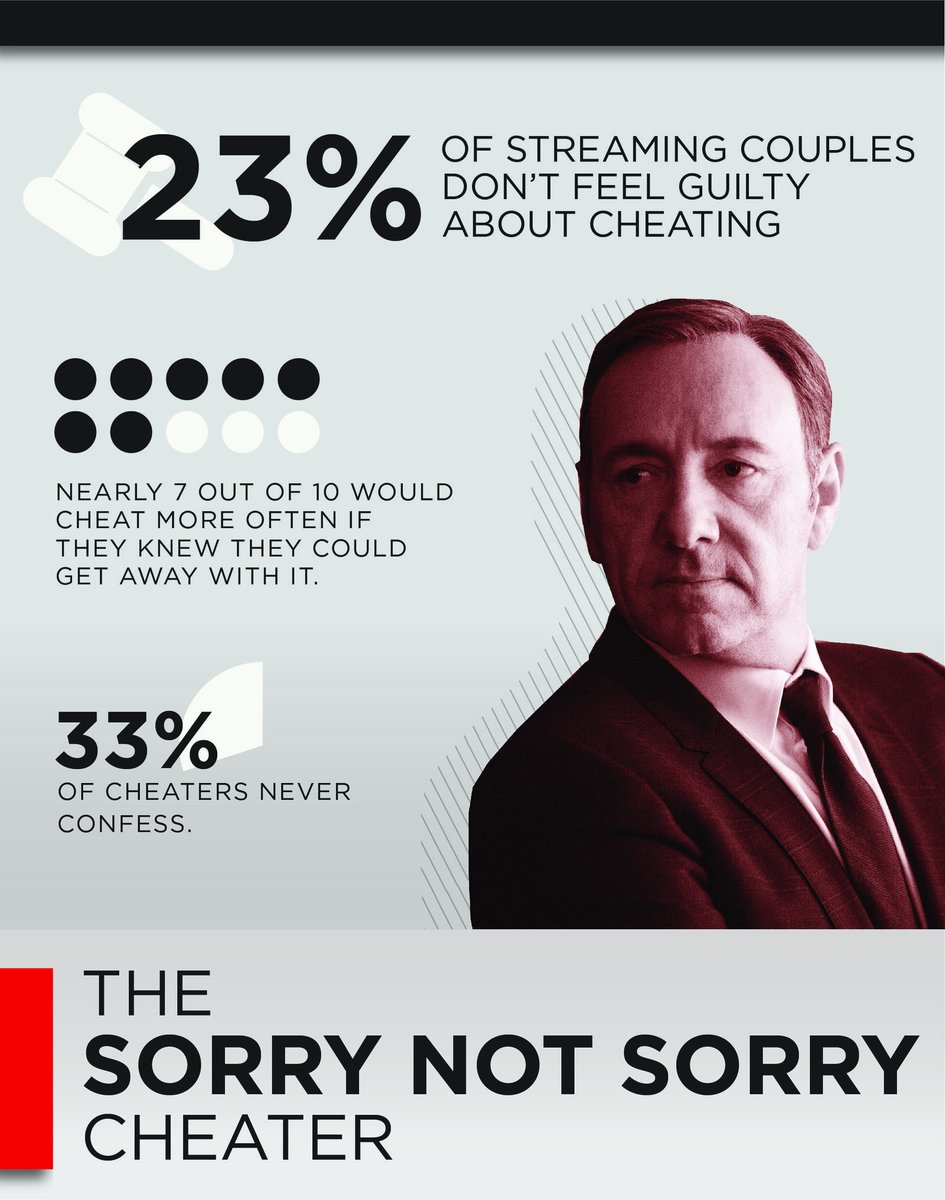 23%
OF STREAMING COUPLES
DON'T FEEL GUILTY
ABOUT CHEATING
NEARLY 7 OUT OF 10 WOULD
CHEAT MORE OFTEN IF
THEY KNEW THEY COULD
GET AWAY WITH IT.
33%
OF CHEATERS NEVER
CONFESS.
THE
SORRY NOT SORRY
CHEATER